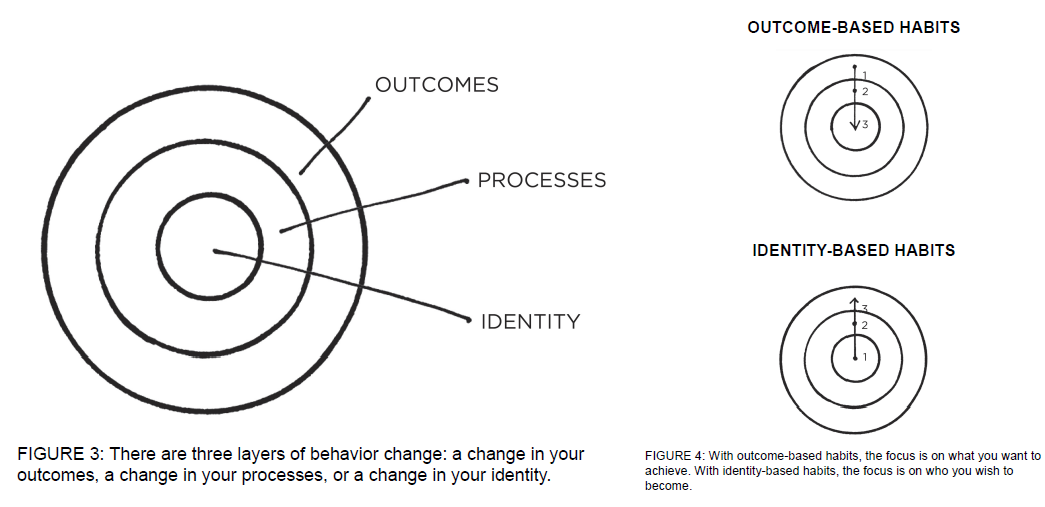 OUTCOMES
PROCESSES
IDENTITY
FIGURE 3: There are three layers of behavior change: a change in your
outcomes, a change in your processes, or a change in your identity.
OUTCOME-BASED HABITS
1
2
3
IDENTITY-BASED HABITS
3
2
1
FIGURE 4: With outcome-based habits, the focus is on what you want to
achieve. With identity-based habits, the focus is on who you wish to
become.